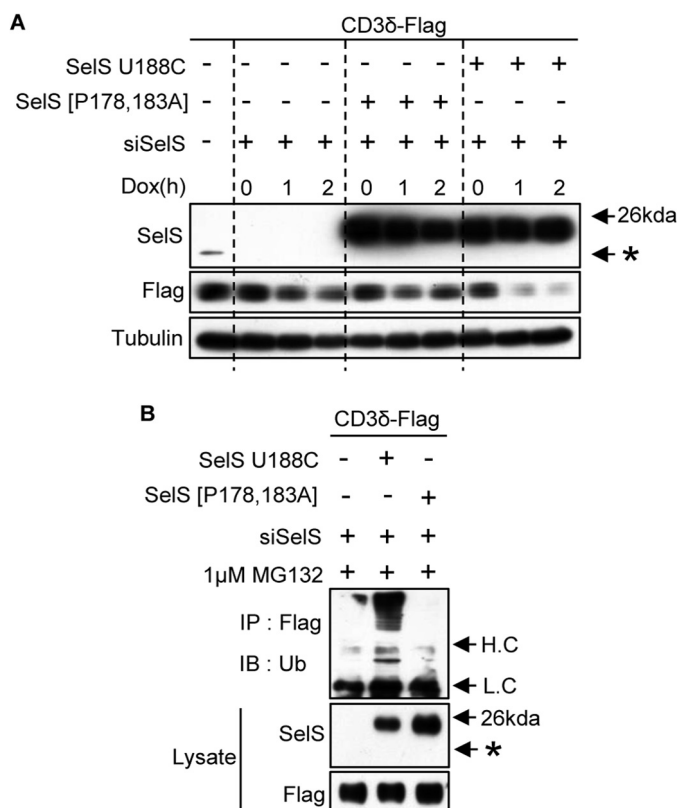 A
CD3δ-Flag
SelS U188C - - - - - - - + + +
SelS [P178,183A] - - - - + + + - - -
siSelS - + + + + + + + + +
Dox(h) 0 1 2 0 1 2 0 1 2
SelS
26kda
*
Flag
Tubulin
B
CD3δ-Flag
SelS U188C - + -
SelS [P178,183A] - - +
siSelS + + +
1µM MG132 + + +
IP : Flag
H.C
IB : Ub
L.C
26kda
SelS
*
Lysate
Flag